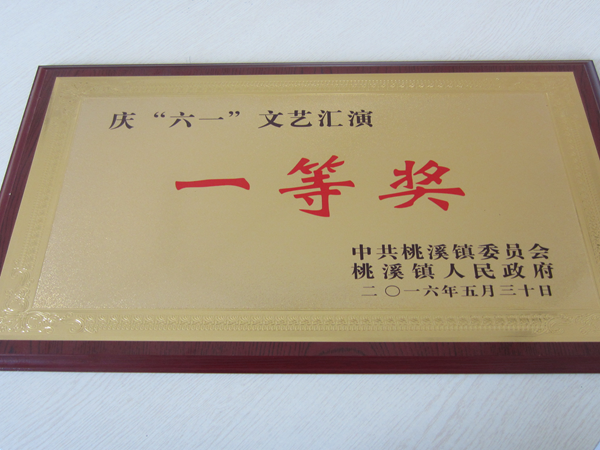 庆“六一”文艺汇演
一等奖
中共桃溪镇委员会
桃溪镇人民政府
二〇一六年五月三十日